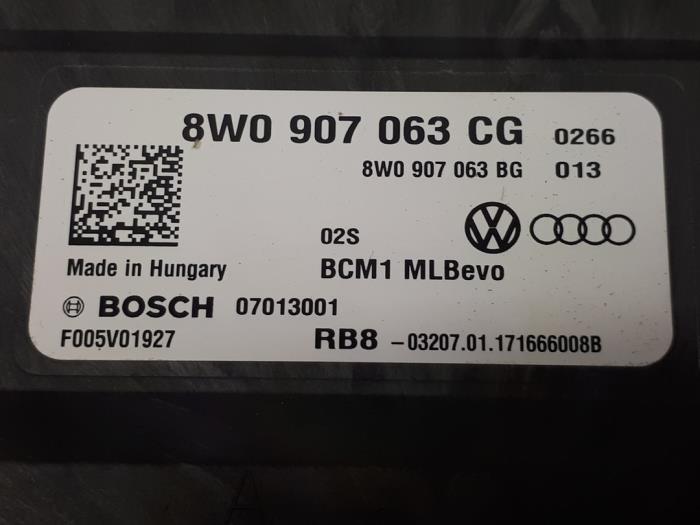 8W0 907 063 CG 0266
8W0 907 063 BG 013
02S
Made in Hungary BCM1 MLBevo
BOSCH 07013001
F005V01927 RB8 -03207.01.171666008B